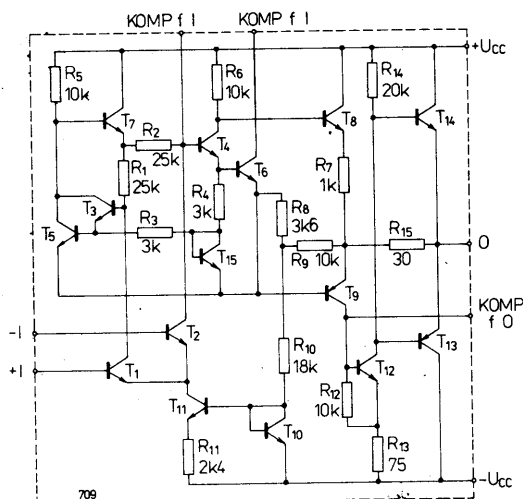 KOMP f I
KOMP f I
+Ucc
R5
10k
R6
10k
R14
20k
T7
T14
R2
25k
T4
T8
R1
25k
T6
R7
1k
T3
R4
3k
R8
3k6
T5
R3
3k
R15
30
O
T15
R9
10k
T9
KOMP
f O
-I
T2
R10
18k
T12
T13
+I
T1
T11
R12
10k
T10
R11
2k4
R13
75
-Ucc
709